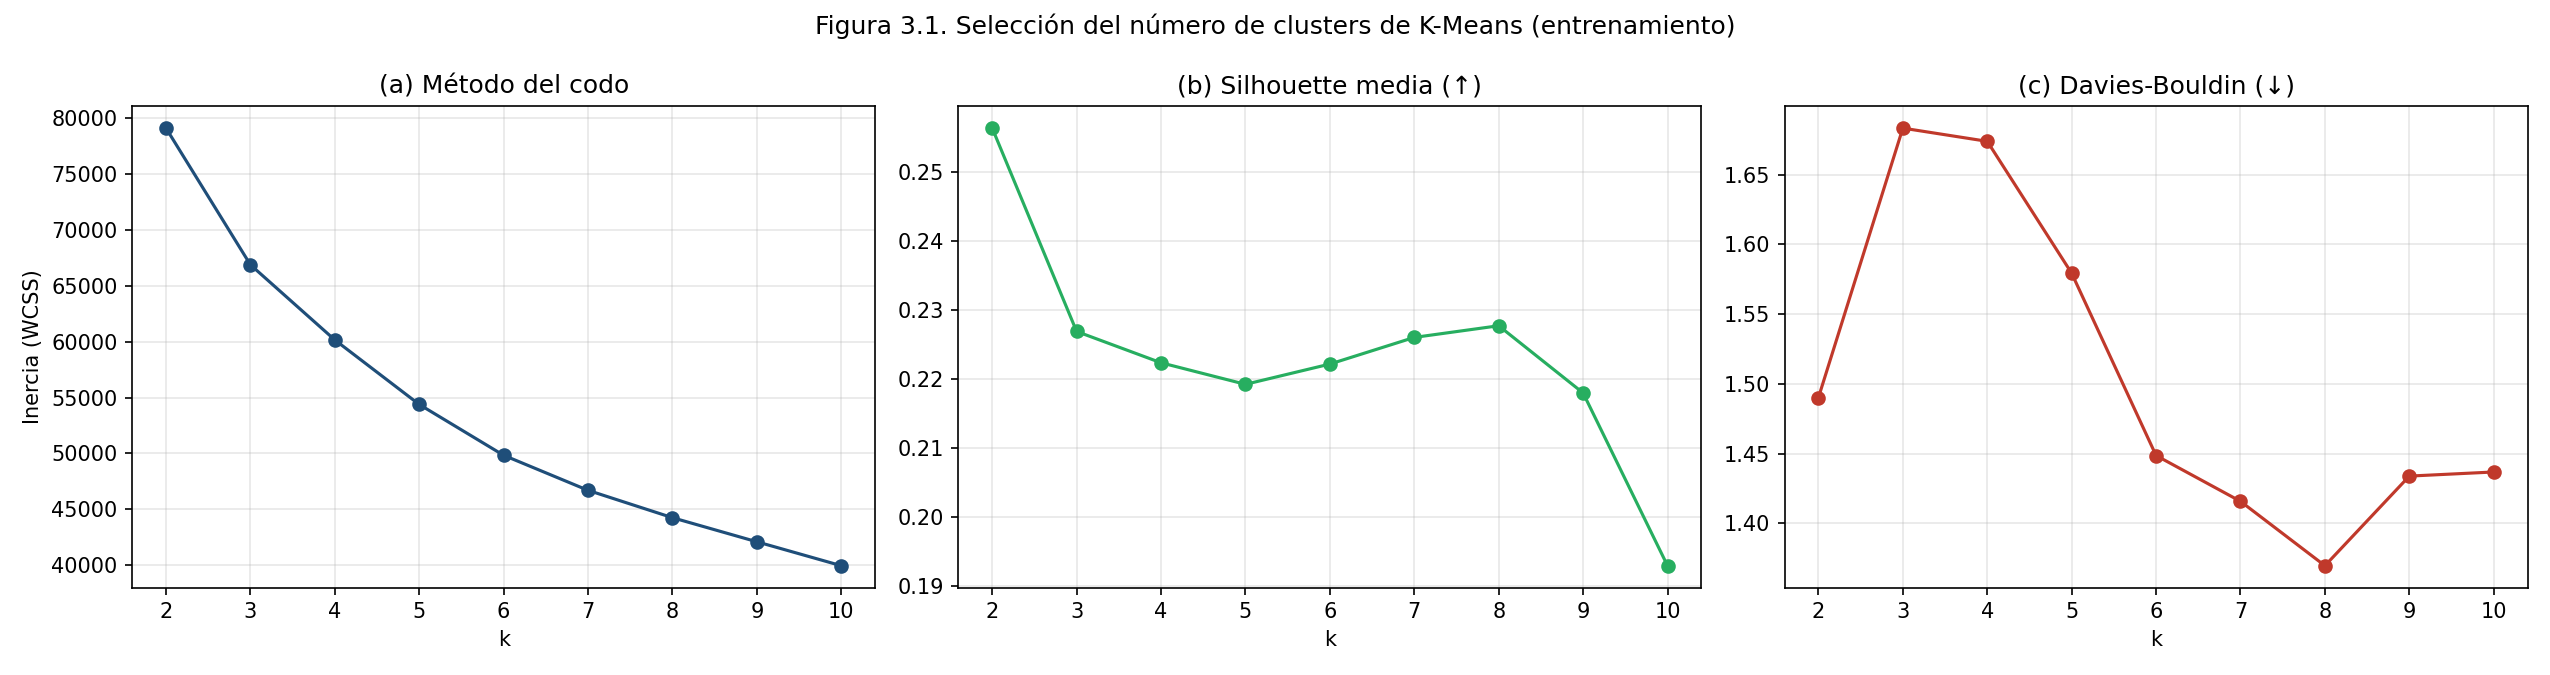 Figura 3.1. Selección del número de clusters de K-Means (entrenamiento)
(a) Método del codo
80000
75000
70000
65000
60000
55000
50000
45000
40000
Inercia (WCSS)
2 3 4 5 6 7 8 9 10
k
(b) Silhouette media (↑)
0.25
0.24
0.23
0.22
0.21
0.20
0.19
2 3 4 5 6 7 8 9 10
k
(c) Davies-Bouldin (↓)
1.65
1.60
1.55
1.50
1.45
1.40
2 3 4 5 6 7 8 9 10
k